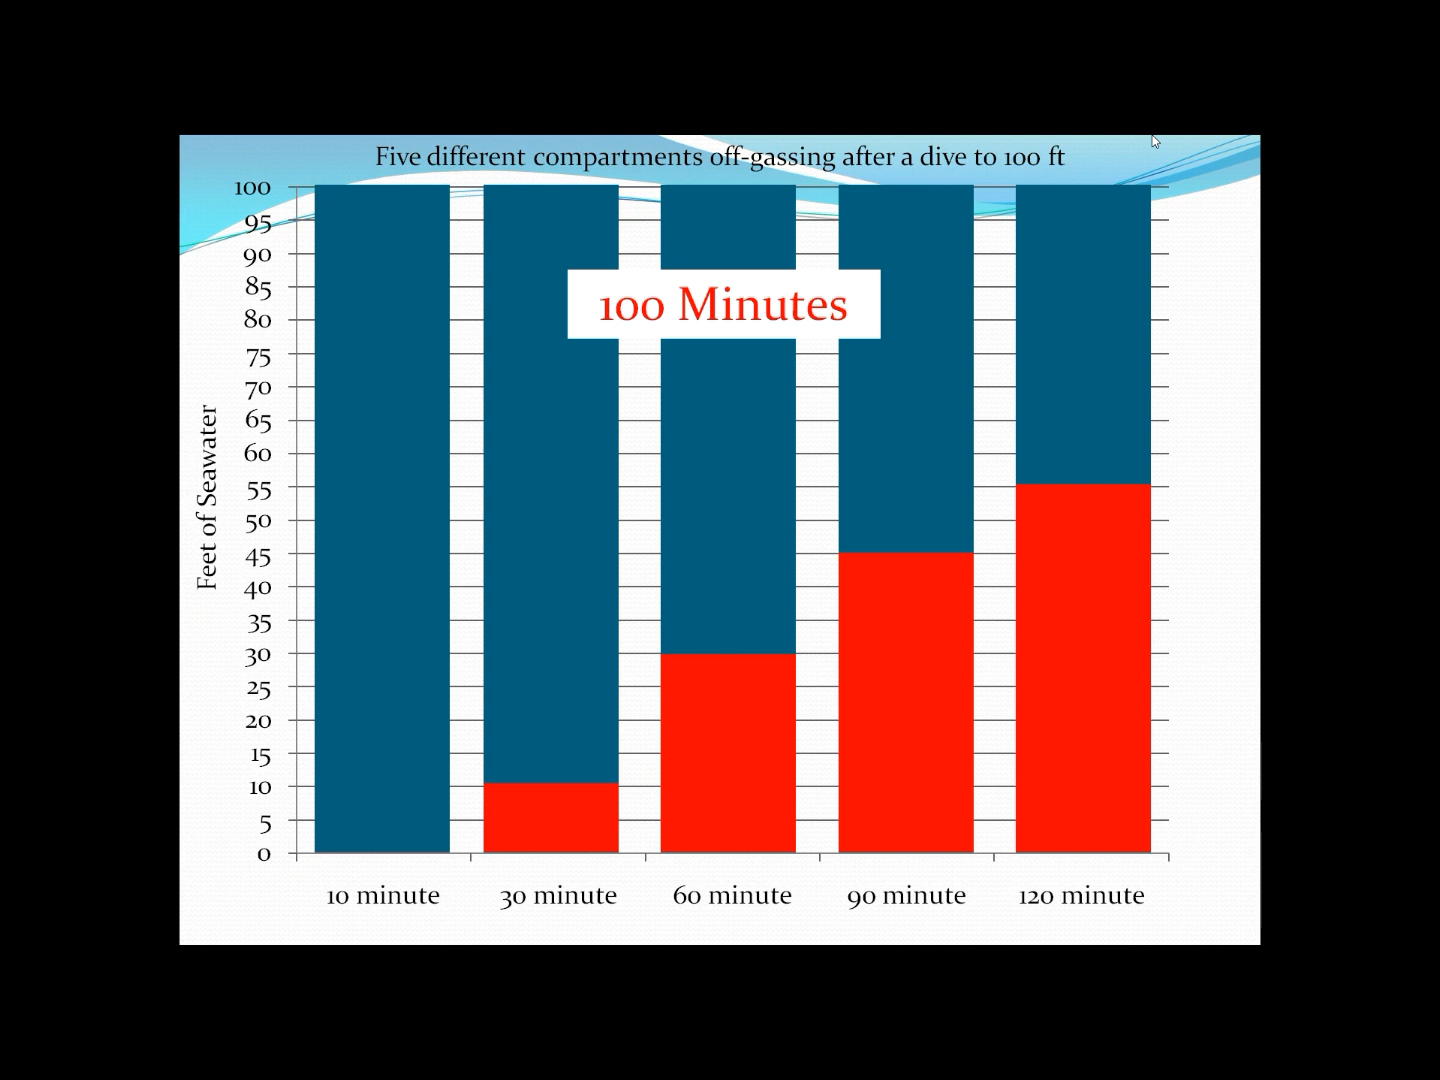 Five different compartments off-gassing after a dive to 100 ft
100
95
90
85
80
75
70
65
60
55
50
45
40
35
30
25
20
15
10
5
0
Feet of Seawater
100 Minutes
10 minute
30 minute
60 minute
90 minute
120 minute